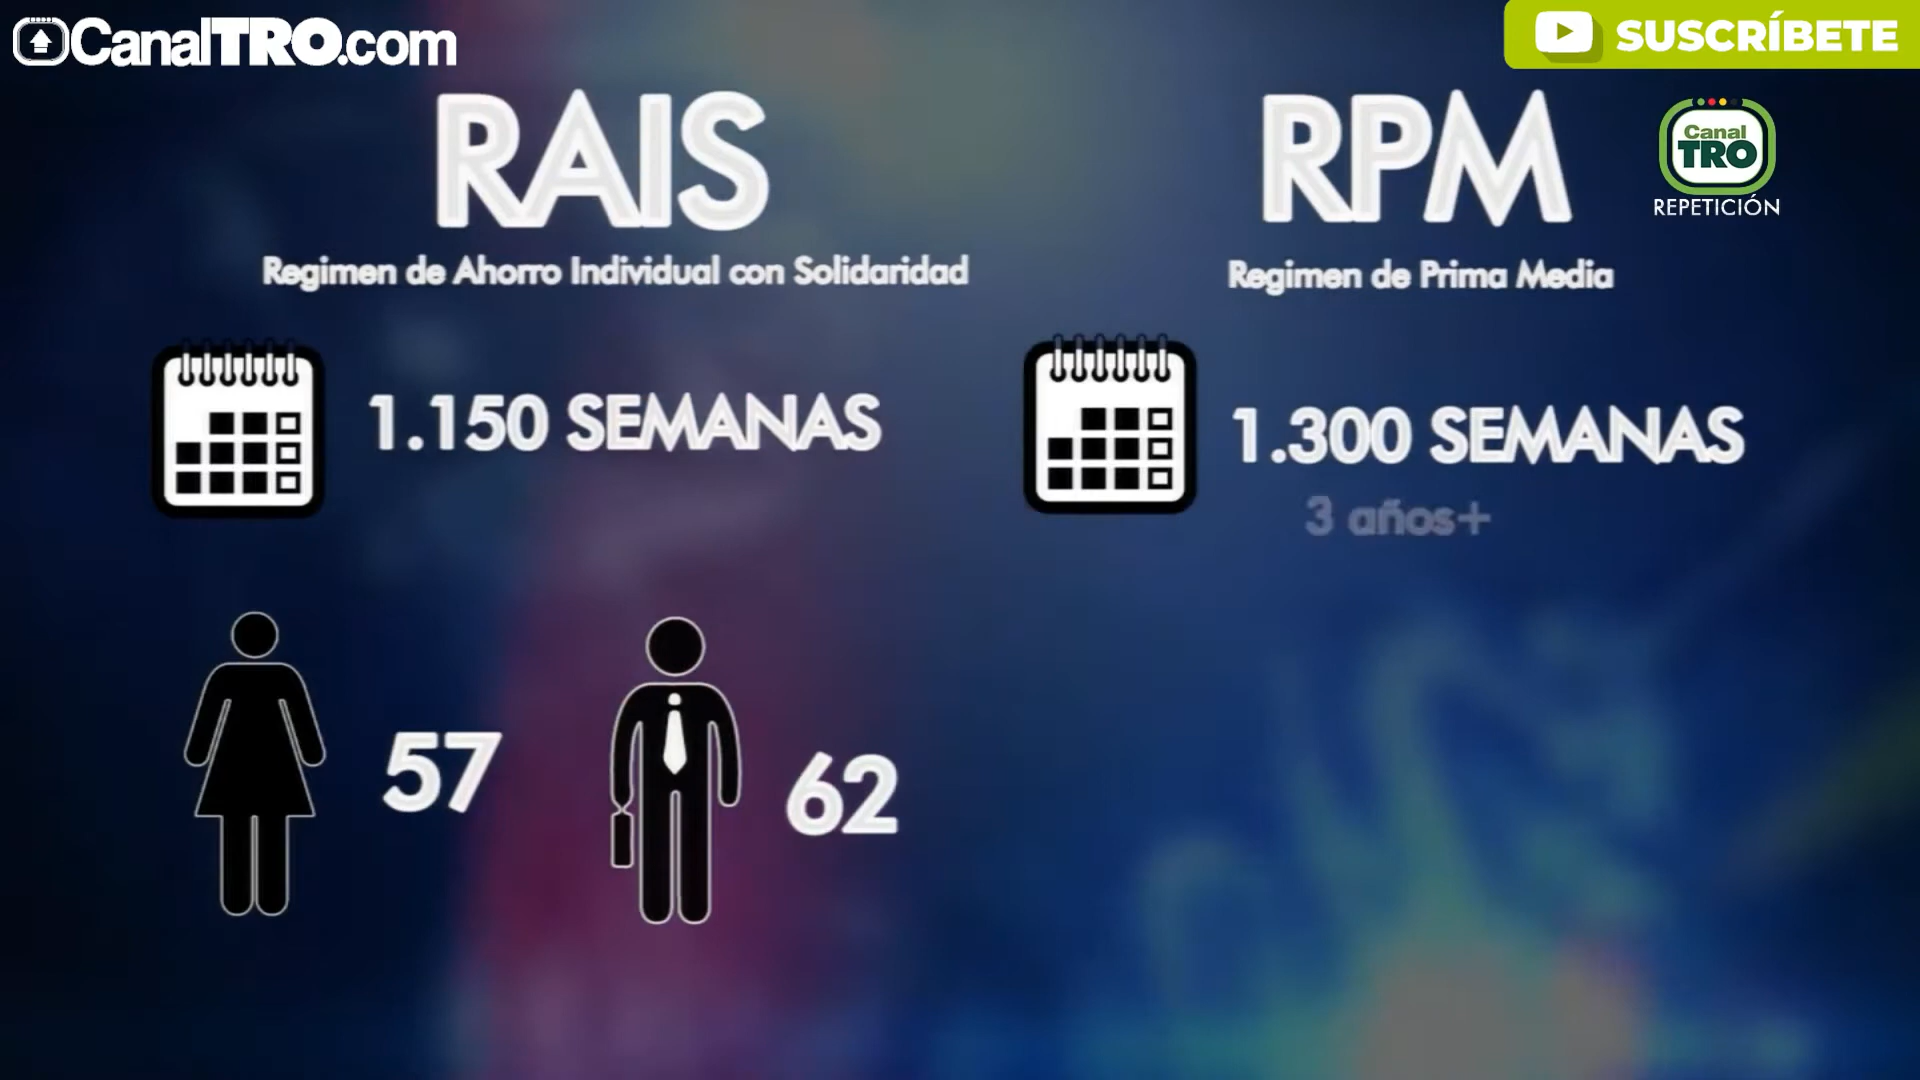 CanalTRO.com
SUSCRÍBETE
RAIS
Regimen de Ahorro Individual con Solidaridad
RPM
Regimen de Prima Media
Canal
TRO
REPETICIÓN
1.150 SEMANAS
1.300 SEMANAS
3 años+
57
62